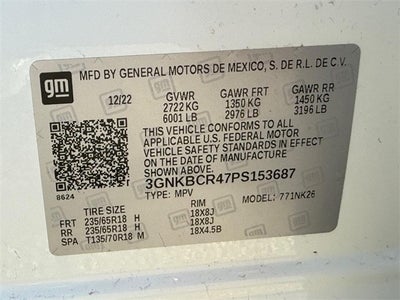 gm
MFD BY GENERAL MOTORS DE MEXICO, S. DE R.L. DE C.V.
12/22 GVWR GAWR FRT GAWR RR
2722 KG 1350 KG 1450 KG
6001 LB 2976 LB 3196 LB
THIS VEHICLE CONFORMS TO ALL APPLICABLE
U.S. FEDERAL MOTOR VEHICLE SAFETY
STANDARDS IN EFFECT ON THE DATE OF
MANUFACTURE SHOWN ABOVE.
3GNKBCR47PS153687
8624 TYPE: MPV MODEL: 771NK26
TIRE SIZE RIM
FRT 235/65R18 H 18X8J
RR 235/65R18 H 18X8J
SPA T135/70R18 M 18X4.5B